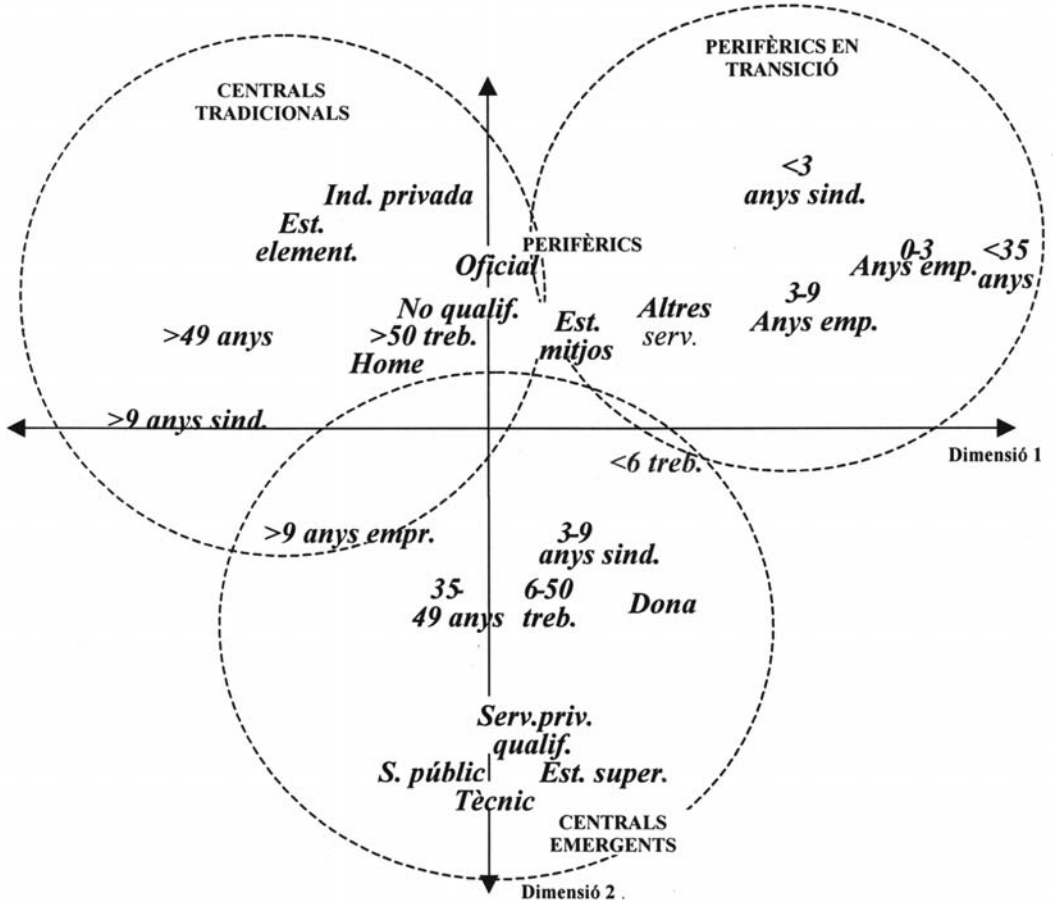 PERIFÈRICS EN
TRANSICIÓ
CENTRALS
TRADICIONALS
<3
anys sind.
Ind. privada
Est.
element.
PERIFÈRICS
Oficial
0-3
Anys emp.
<35
anys
3-9
Anys emp.
No qualif.
Altres
serv.
Est.
mitjos
>49 anys
>50 treb.
Home
>9 anys sind.
Dimensió 1
<6 treb.
>9 anys empr.
3-9
anys sind.
35-
49 anys
6-50
treb.
Dona
Serv.priv.
qualif.
S. públic
Est. super.
Tècnic
CENTRALS
EMERGENTS
Dimensió 2 .